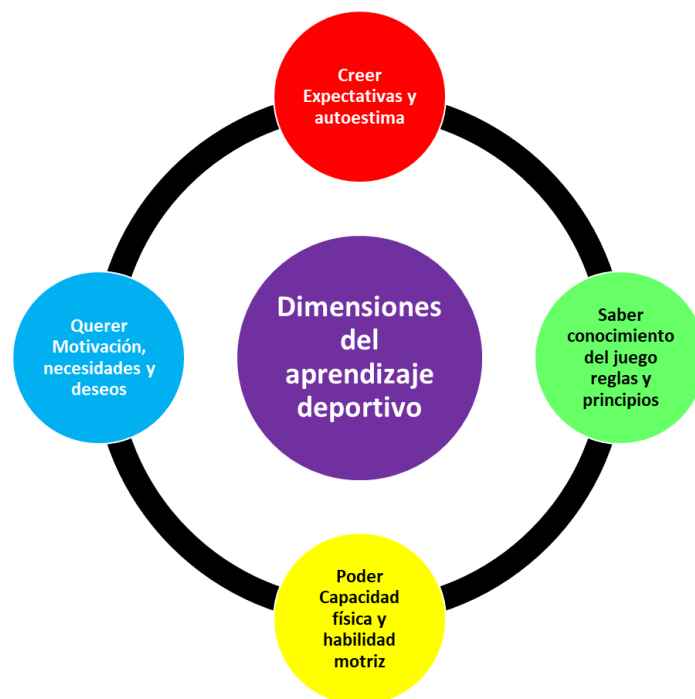 Creer
Expectativas y
autoestima
Querer
Motivación,
necesidades y
deseos
Dimensiones
del
aprendizaje
deportivo
Saber
conocimiento
del juego
reglas y
principios
Poder
Capacidad
física y
habilidad
motriz